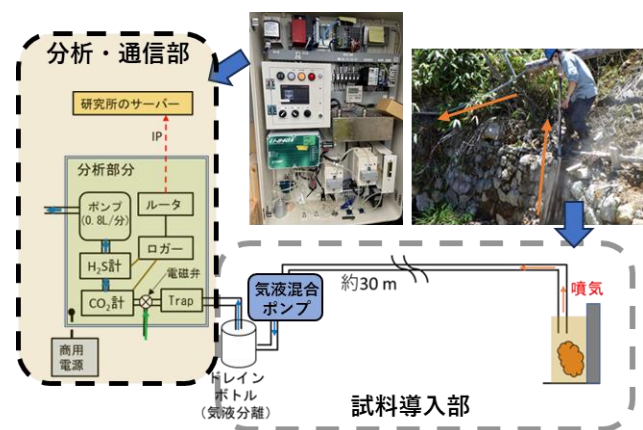 分析・通信部
研究所のサーバー
IP
分析部分
ポンプ
(0.8L/分)
ルータ
ロガー
H₂S計
電磁弁
CO₂計
Trap
商用
電源
気液混合
ポンプ
約30 m
噴気
ドレイン
ボトル
(気液分離)
試料導入部